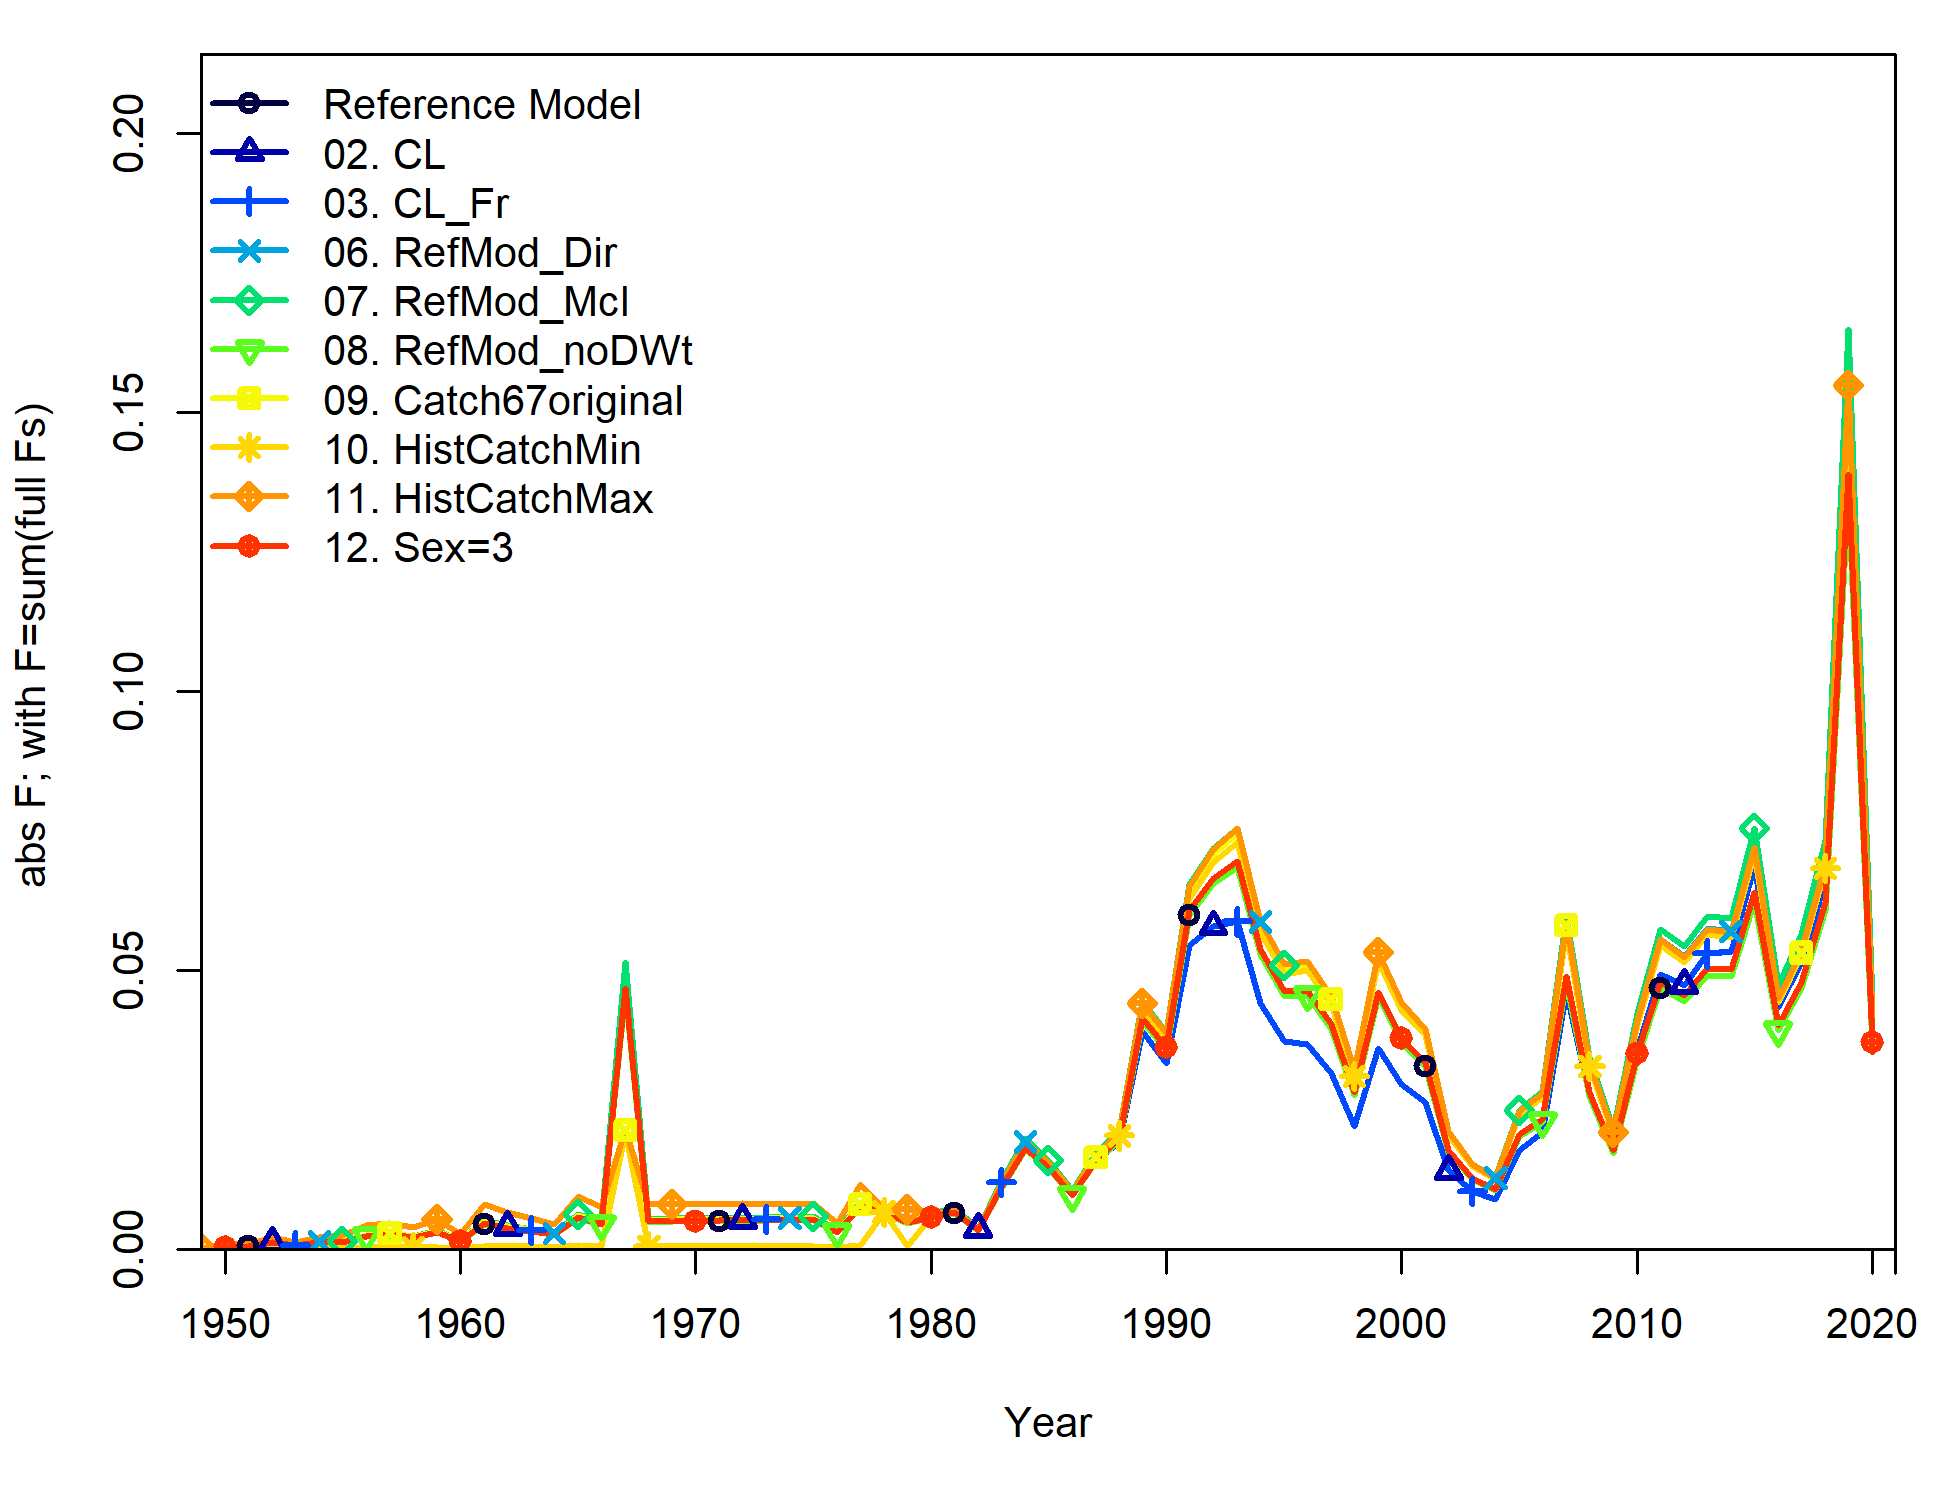 Reference Model
02. CL
03. CL_Fr
06. RefMod_Dir
07. RefMod_Mcl
08. RefMod_noDWt
09. Catch67original
10. HistCatchMin
11. HistCatchMax
12. Sex=3
abs F; with F=sum(full Fs)
0.20
0.15
0.10
0.05
0.00
1950 1960 1970 1980 1990 2000 2010 2020
Year